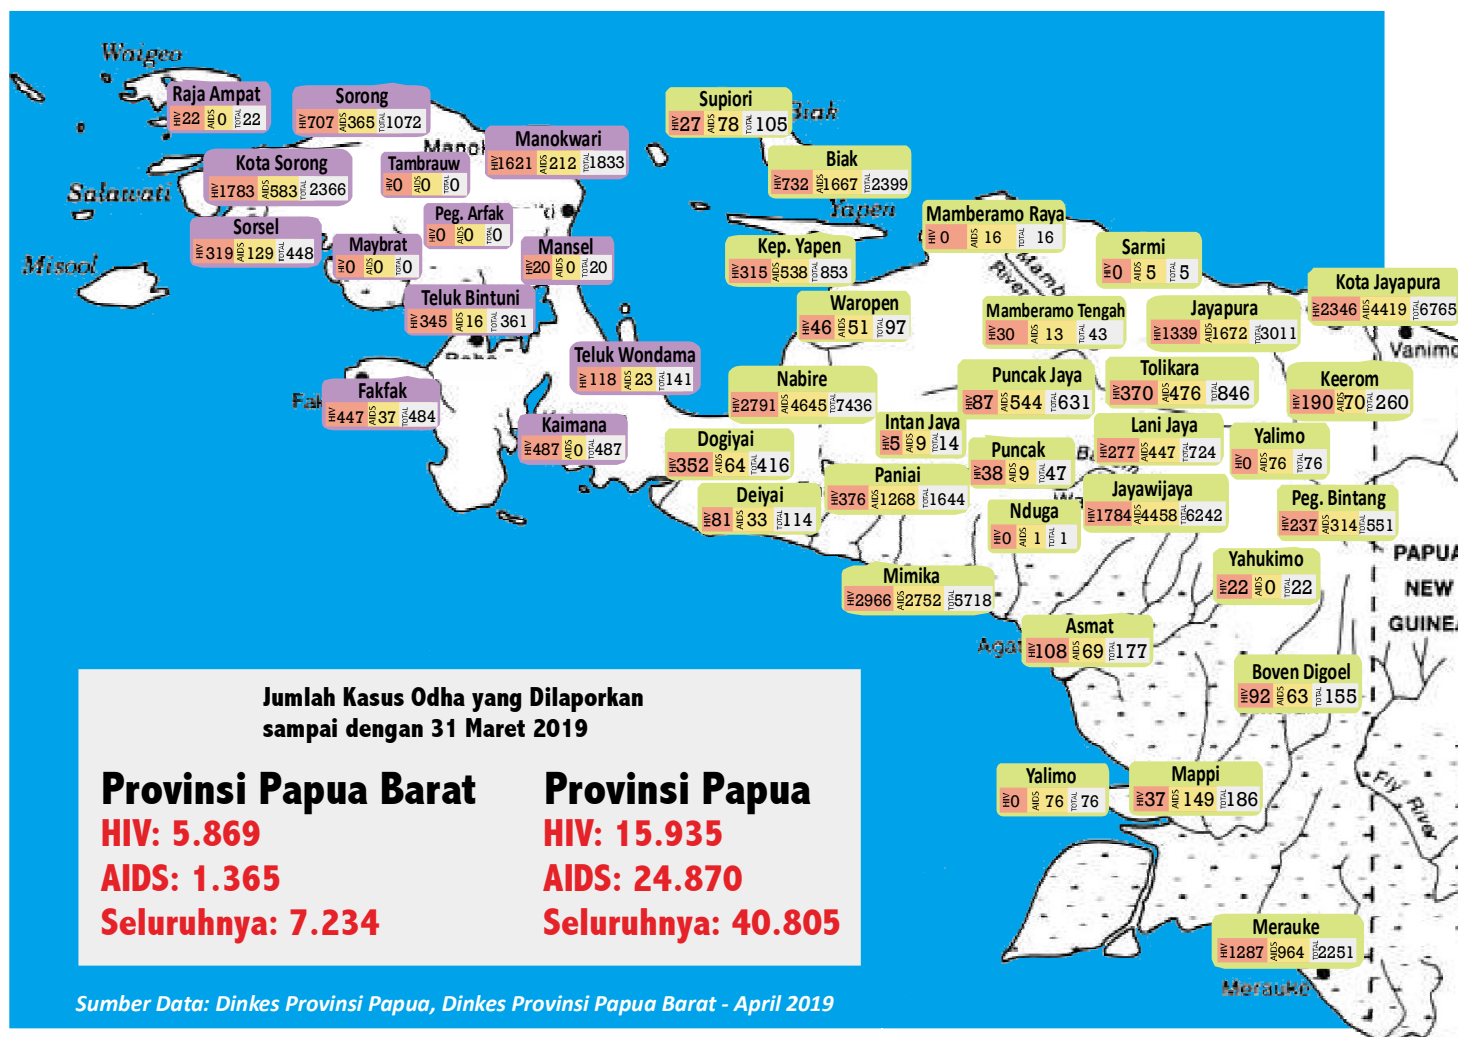 Waigeo
Raja Ampat
HIV 22 AIDS 0 TOTAL 22
Sorong
HIV 707 AIDS 365 TOTAL 1072
Manokwari
HIV 1621 AIDS 212 TOTAL 1833
Supiori
HIV 27 AIDS 78 TOTAL 105
Biak
Kota Sorong
HIV 1783 AIDS 583 TOTAL 2366
Tambrauw
HIV 0 AIDS 0 TOTAL 0
Biak
HIV 732 AIDS 1667 TOTAL 2399
Salawati
Sorsel
HIV 319 AIDS 129 TOTAL 448
Peg. Arfak
HIV 0 AIDS 0 TOTAL 0
Yapen
Mamberamo Raya
HIV 0 AIDS 16 TOTAL 16
Misool
Maybrat
HIV 0 AIDS 0 TOTAL 0
Mansel
HIV 20 AIDS 0 TOTAL 20
Kep. Yapen
HIV 315 AIDS 538 TOTAL 853
Mamb
River
Sarmi
HIV 0 AIDS 5 TOTAL 5
Kota Jayapura
HIV 2346 AIDS 4419 TOTAL 6765
Teluk Bintuni
HIV 345 AIDS 16 TOTAL 361
Waropen
HIV 46 AIDS 51 TOTAL 97
Mamberamo Tengah
HIV 30 AIDS 13 TOTAL 43
Jayapura
HIV 1339 AIDS 1672 TOTAL 3011
Vanimo
Teluk Wondama
HIV 118 AIDS 23 TOTAL 141
Fakfak
HIV 447 AIDS 37 TOTAL 484
Nabire
HIV 2791 AIDS 4645 TOTAL 7436
Puncak Jaya
HIV 87 AIDS 544 TOTAL 631
Tolikara
HIV 370 AIDS 476 TOTAL 846
Keerom
HIV 190 AIDS 70 TOTAL 260
Kaimana
HIV 487 AIDS 0 TOTAL 487
Dogiyai
HIV 352 AIDS 64 TOTAL 416
Intan Jaya
HIV 5 AIDS 9 TOTAL 14
Puncak
HIV 38 AIDS 9 TOTAL 47
Lani Jaya
HIV 277 AIDS 447 TOTAL 724
Yalimo
HIV 0 AIDS 76 TOTAL 76
Deiyai
HIV 81 AIDS 33 TOTAL 114
Paniai
HIV 376 AIDS 1268 TOTAL 1644
Nduga
HIV 0 AIDS 1 TOTAL 1
Jayawijaya
HIV 1784 AIDS 4458 TOTAL 6242
Peg. Bintang
HIV 237 AIDS 314 TOTAL 551
PAPUA
NEW
GUINEA
Mimika
HIV 2966 AIDS 2752 TOTAL 5718
Yahukimo
HIV 22 AIDS 0 TOTAL 22
Asmat
HIV 108 AIDS 69 TOTAL 177
Boven Digoel
HIV 92 AIDS 63 TOTAL 155
Yalimo
HIV 0 AIDS 76 TOTAL 76
Mappi
HIV 37 AIDS 149 TOTAL 186
Fly River
Merauke
HIV 1287 AIDS 964 TOTAL 2251
Merauke
Jumlah Kasus Odha yang Dilaporkan
sampai dengan 31 Maret 2019
Provinsi Papua Barat
HIV: 5.869
AIDS: 1.365
Seluruhnya: 7.234
Provinsi Papua
HIV: 15.935
AIDS: 24.870
Seluruhnya: 40.805
Sumber Data: Dinkes Provinsi Papua, Dinkes Provinsi Papua Barat - April 2019